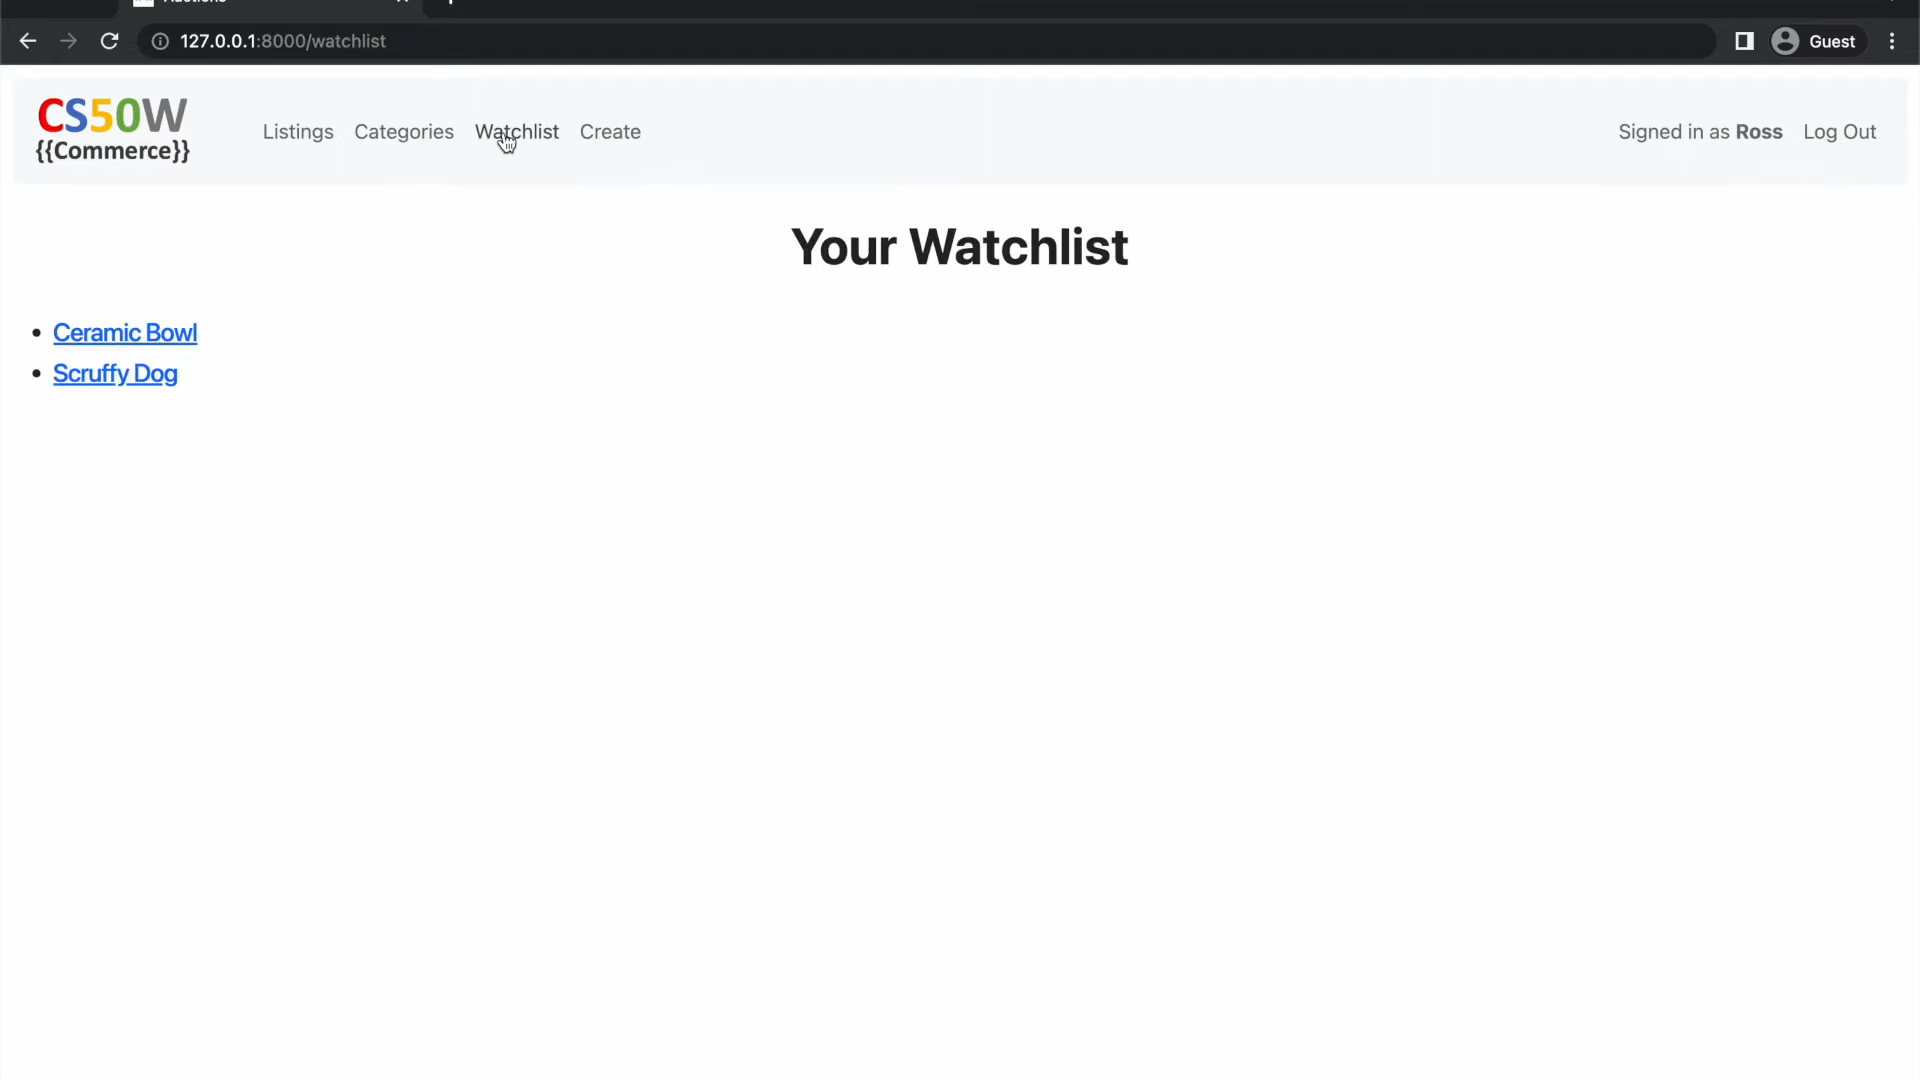 127.0.0.1:8000/watchlist
Guest
CS50W
{{Commerce}}
Listings
Categories
Watchlist
Create
Signed in as Ross
Log Out
Your Watchlist
Ceramic Bowl
Scruffy Dog